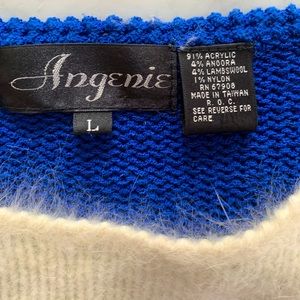 Angenie
L
91% ACRYLIC
4% ANGORA
4% LAMBSWOOL
1% NYLON
RN 67908
MADE IN TAIWAN
R. O. C.
SEE REVERSE FOR
CARE